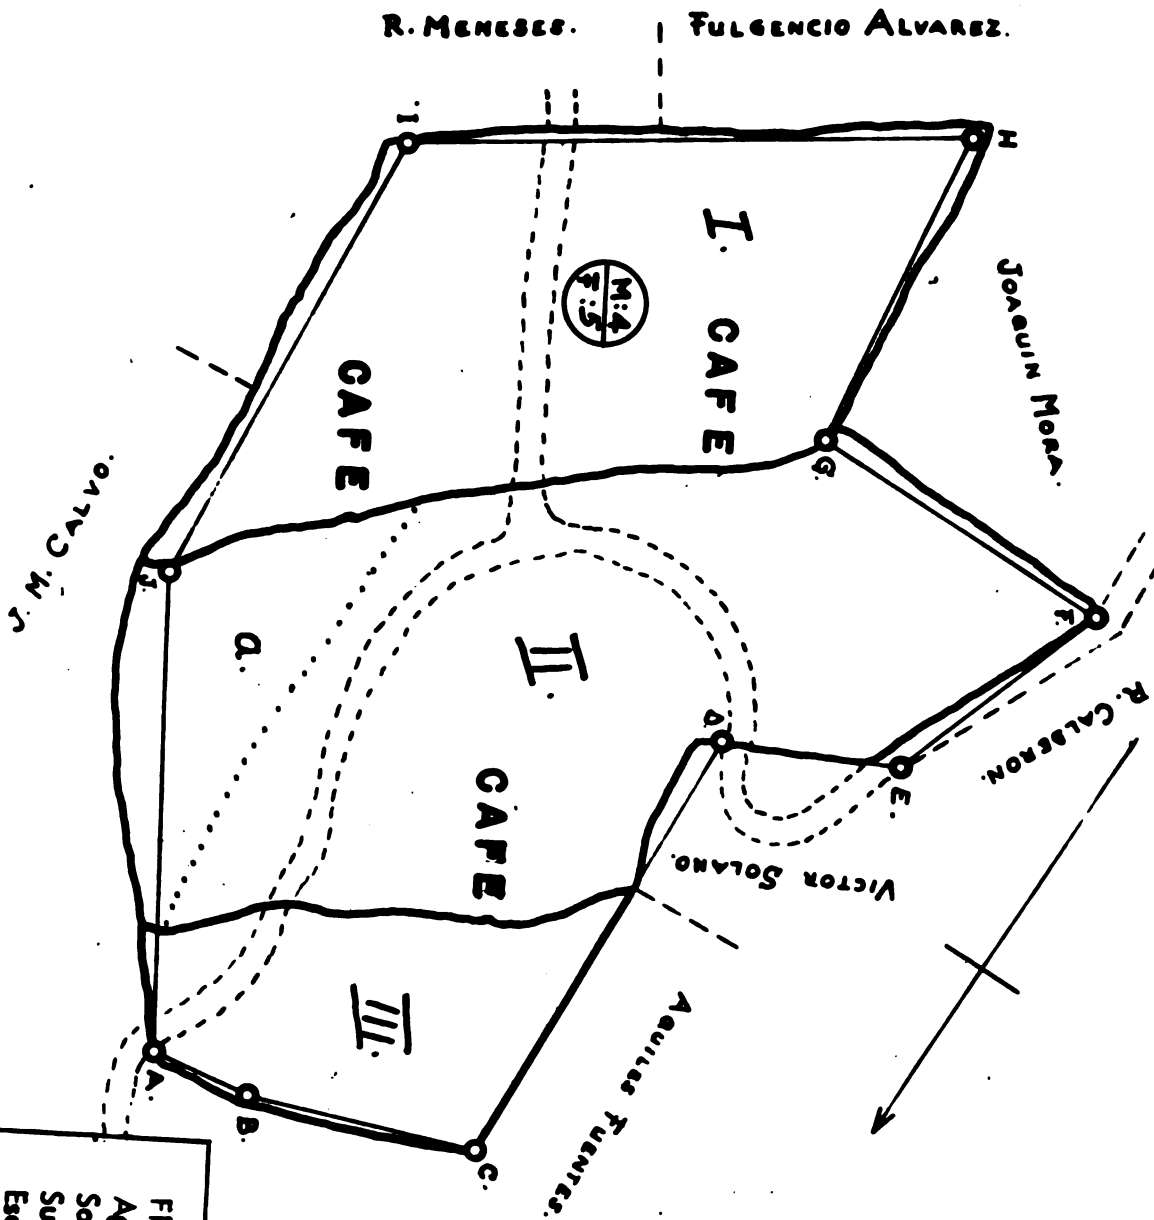 R. MENESES.
FULGENCIO ALVAREZ.
I.
H
JOAQUIN MORA.
I.
M:4
F:5
CAFE
CAFE
G.
J. M. CALVO.
J.
F.
a.
II.
R. CALDERON.
D
E.
CAFE
VICTOR SOLANO.
III.
AQUILES FUENTES.
A.
B.
C.